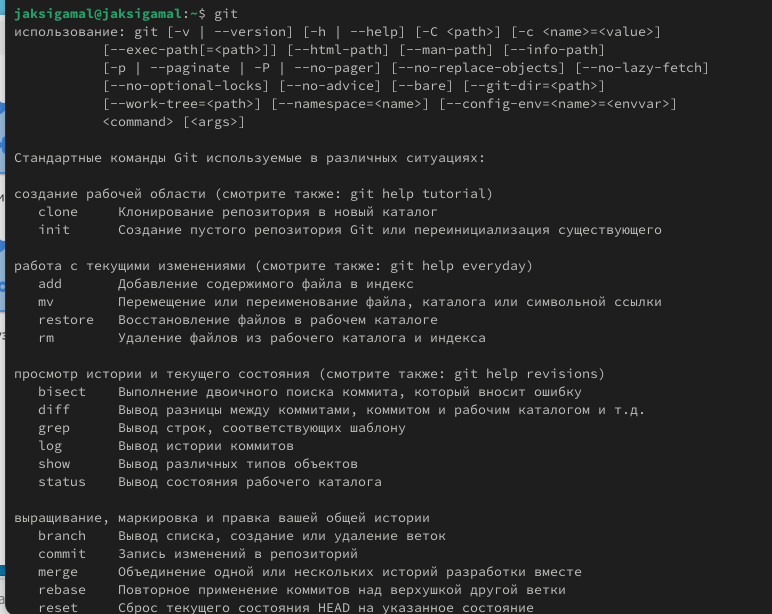 jaksigamal@jaksigamal:~$ git
использование: git [-v | --version] [-h | --help] [-C <path>] [-c <name>=<value>]
[--exec-path[=<path>]] [--html-path] [--man-path] [--info-path]
[-p | --paginate | -P | --no-pager] [--no-replace-objects] [--no-lazy-fetch]
[--no-optional-locks] [--no-advice] [--bare] [--git-dir=<path>]
[--work-tree=<path>] [--namespace=<name>] [--config-env=<name>=<envvar>]
<command> [<args>]
Стандартные команды Git используемые в различных ситуациях:
создание рабочей области (смотрите также: git help tutorial)
clone Клонирование репозитория в новый каталог
init Создание пустого репозитория Git или переинициализация существующего
работа с текущими изменениями (смотрите также: git help everyday)
add Добавление содержимого файла в индекс
mv Перемещение или переименование файла, каталога или символьной ссылки
restore Восстановление файлов в рабочем каталоге
rm Удаление файлов из рабочего каталога и индекса
просмотр истории и текущего состояния (смотрите также: git help revisions)
bisect Выполнение двоичного поиска коммита, который вносит ошибку
diff Вывод разницы между коммитами, коммитом и рабочим каталогом и т.д.
grep Вывод строк, соответствующих шаблону
log Вывод истории коммитов
show Вывод различных типов объектов
status Вывод состояния рабочего каталога
выращивание, маркировка и правка вашей общей истории
branch Вывод списка, создание или удаление веток
commit Запись изменений в репозиторий
merge Объединение одной или нескольких историй разработки вместе
rebase Повторное применение коммитов над верхушкой другой ветки
reset Сброс текущего состояния HEAD на указанное состояние